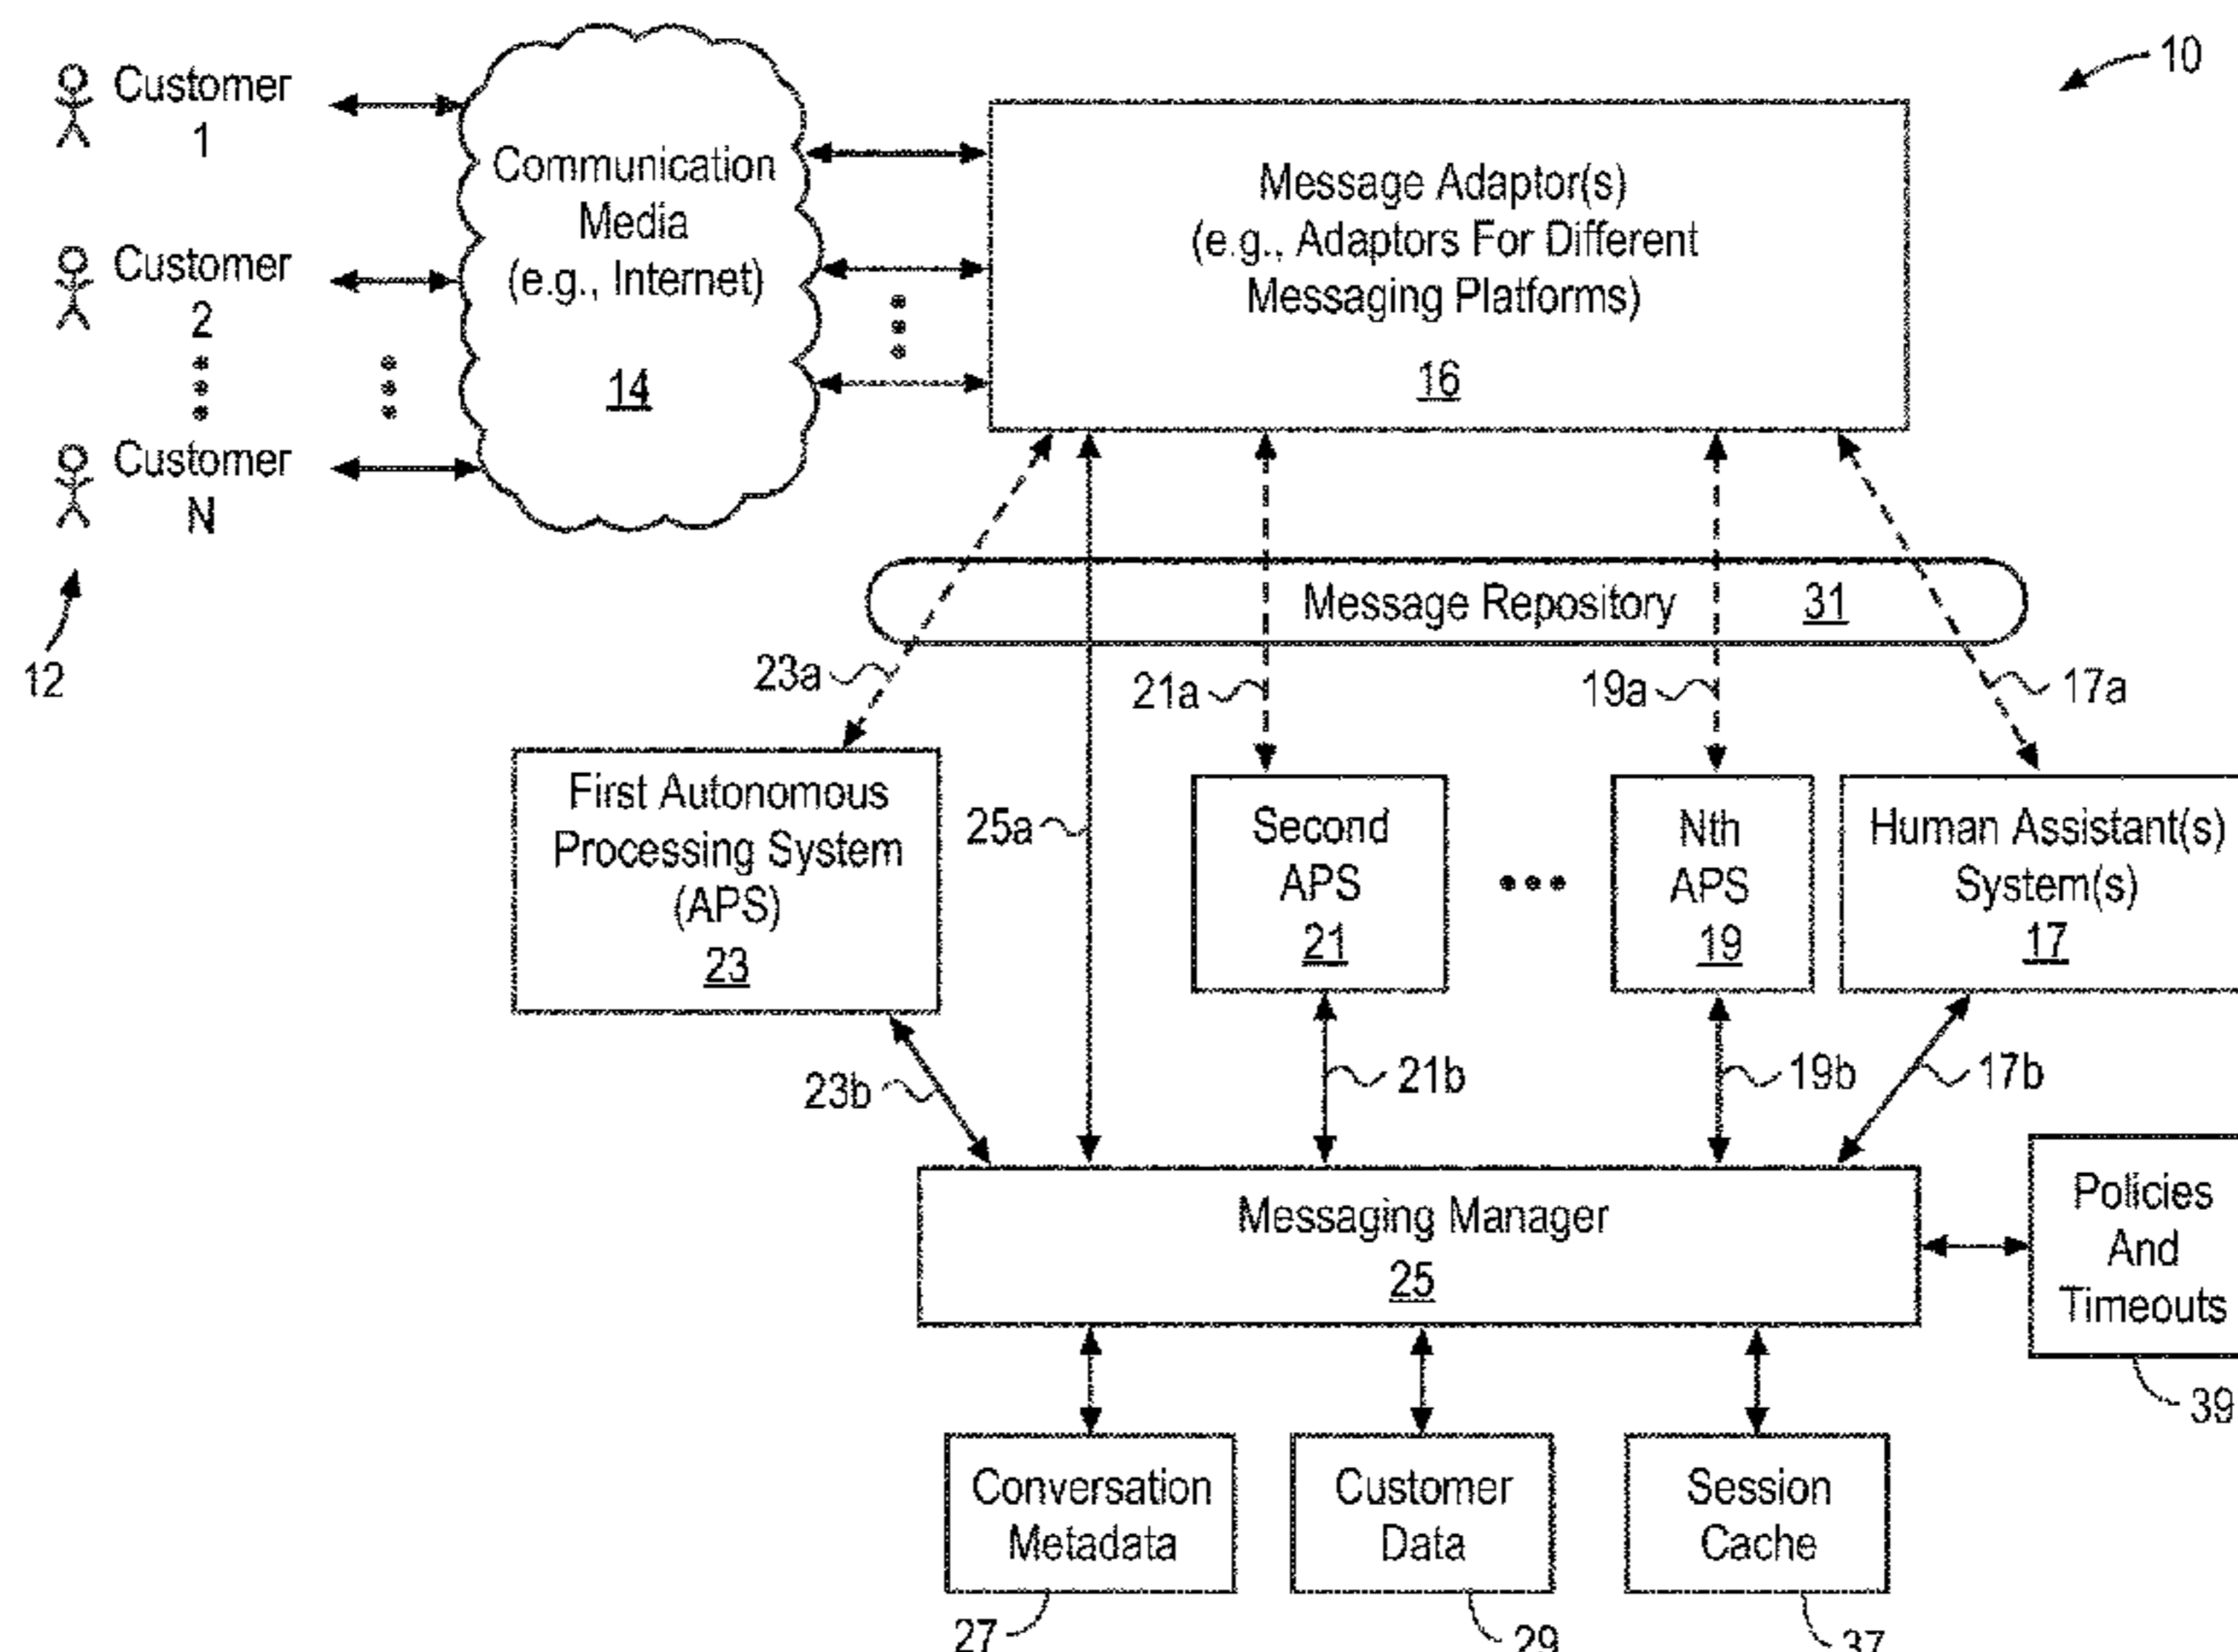 10
Customer
1
Customer
2
Customer
N
12
Communication
Media
(e.g., Internet)
14
Message Adaptor(s)
(e.g., Adaptors For Different
Messaging Platforms)
16
Message Repository 31
23a
21a
19a
17a
25a
First Autonomous
Processing System
(APS)
23
Second
APS
21
Nth
APS
19
Human Assistant(s)
System(s)
17
23b
21b
19b
17b
Messaging Manager
25
Policies
And
Timeouts
39
Conversation
Metadata
27
Customer
Data
29
Session
Cache
37